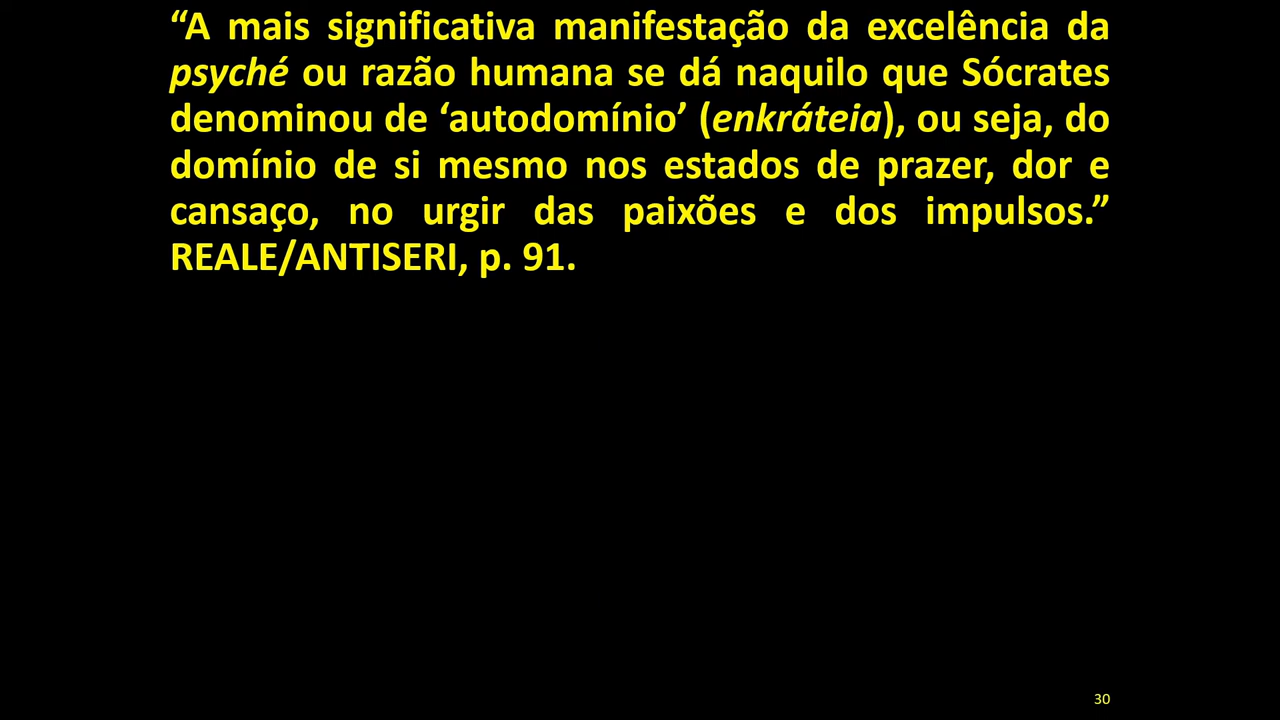 “A mais significativa manifestação da excelência da
psyché ou razão humana se dá naquilo que Sócrates
denominou de ‘autodomínio’ (enkráteia), ou seja, do
domínio de si mesmo nos estados de prazer, dor e
cansaço, no urgir das paixões e dos impulsos.”
REALE/ANTISERI, p. 91.
30